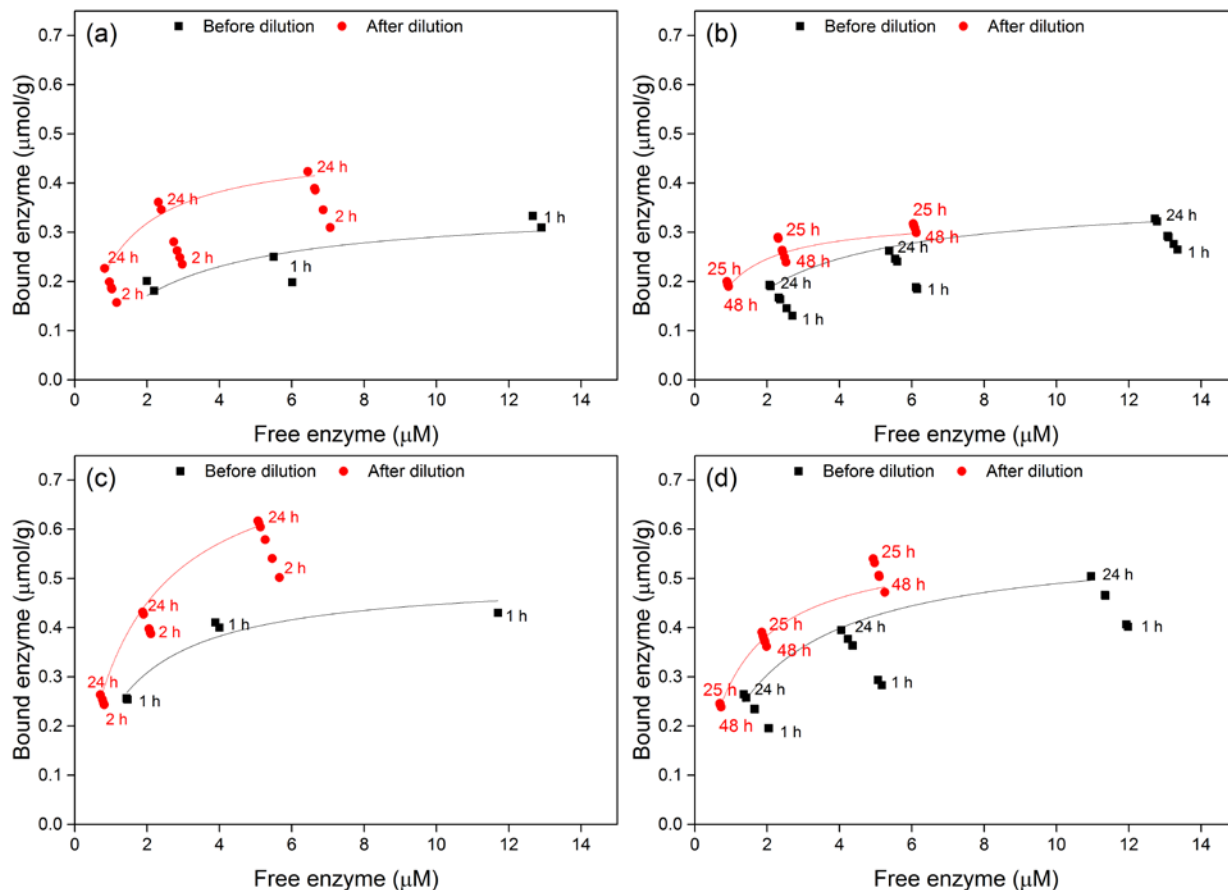 (a)
Before dilution After dilution
Bound enzyme (μmol/g)
0.7
0.6
0.5
0.4
0.3
0.2
0.1
0.0
24 h
24 h
24 h
2 h
2 h
2 h
1 h
1 h
0 2 4 6 8 10 12 14
Free enzyme (μM)
(b)
Before dilution After dilution
Bound enzyme (μmol/g)
0.7
0.6
0.5
0.4
0.3
0.2
0.1
0.0
25 h
25 h
25 h
48 h
48 h
48 h
24 h
24 h
24 h
1 h
1 h
1 h
0 2 4 6 8 10 12 14
Free enzyme (μM)
(c)
Before dilution After dilution
Bound enzyme (μmol/g)
0.7
0.6
0.5
0.4
0.3
0.2
0.1
0.0
24 h
2 h
24 h
2 h
24 h
2 h
1 h
1 h
1 h
0 2 4 6 8 10 12 14
Free enzyme (μM)
(d)
Before dilution After dilution
Bound enzyme (μmol/g)
0.7
0.6
0.5
0.4
0.3
0.2
0.1
0.0
25 h
48 h
25 h
48 h
25 h
48 h
24 h
24 h
24 h
1 h
1 h
1 h
0 2 4 6 8 10 12 14
Free enzyme (μM)